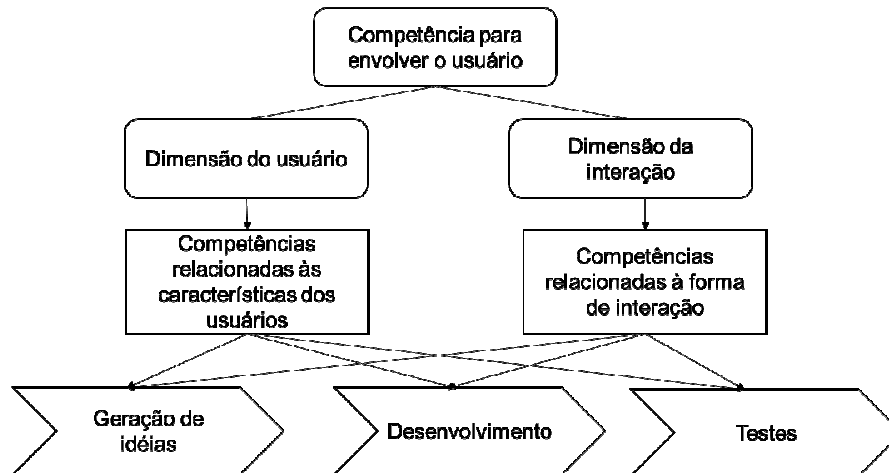 Competência para
envolver o usuário
Dimensão do usuário
Dimensão da
interação
Competências
relacionadas às
características dos
usuários
Competências
relacionadas à forma
de interação
Geração de
idéias
Desenvolvimento
Testes